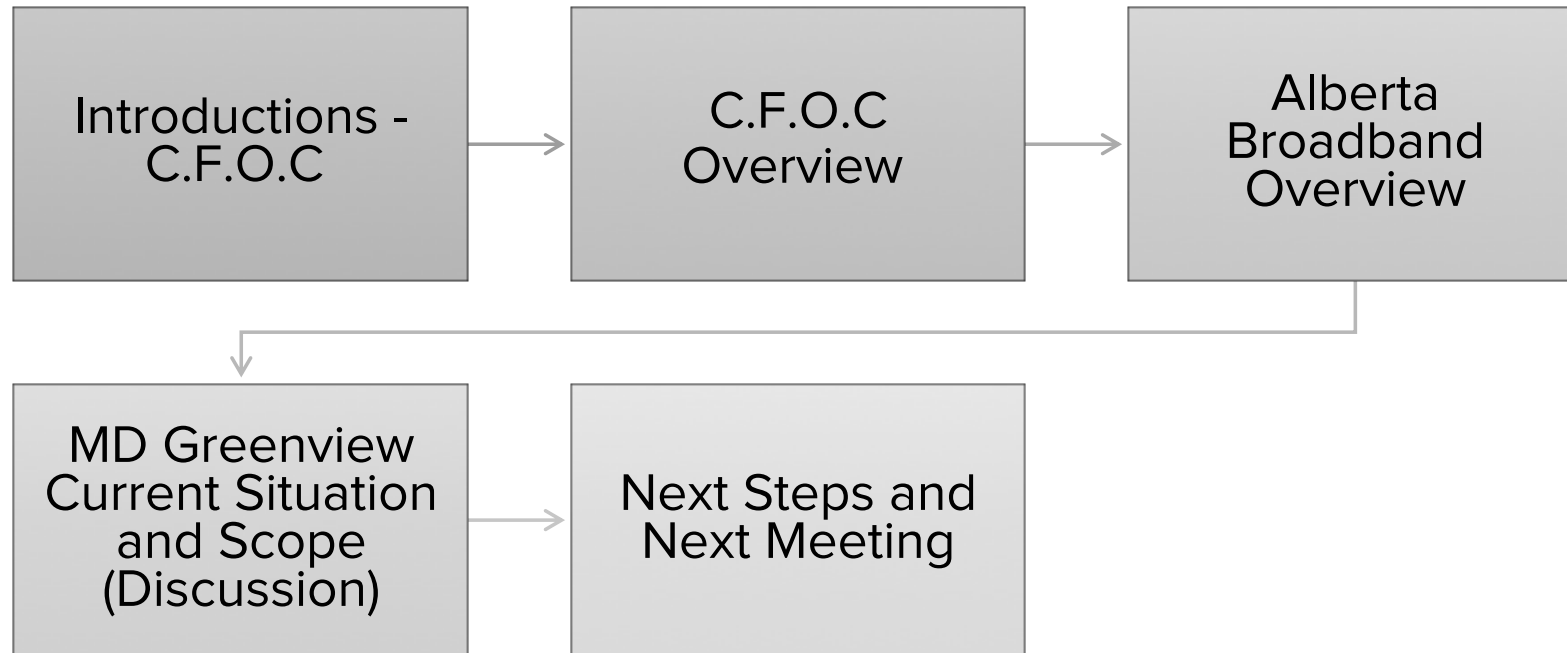 Introductions -
C.F.O.C
C.F.O.C
Overview
Alberta
Broadband
Overview
MD Greenview
Current Situation
and Scope
(Discussion)
Next Steps and
Next Meeting